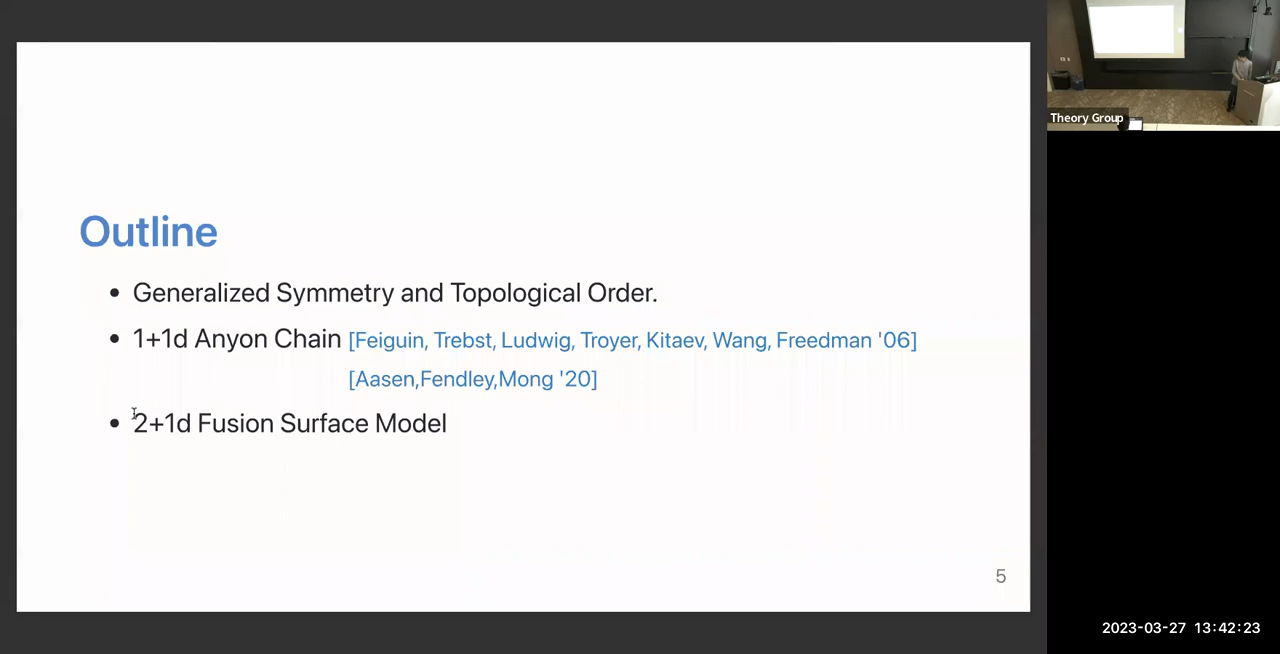 Outline
• Generalized Symmetry and Topological Order.
• 1+1d Anyon Chain [Feiguin, Trebst, Ludwig, Troyer, Kitaev, Wang, Freedman '06]
[Aasen,Fendley,Mong '20]
• 2+1d Fusion Surface Model
5
Theory Group
2023-03-27 13:42:23